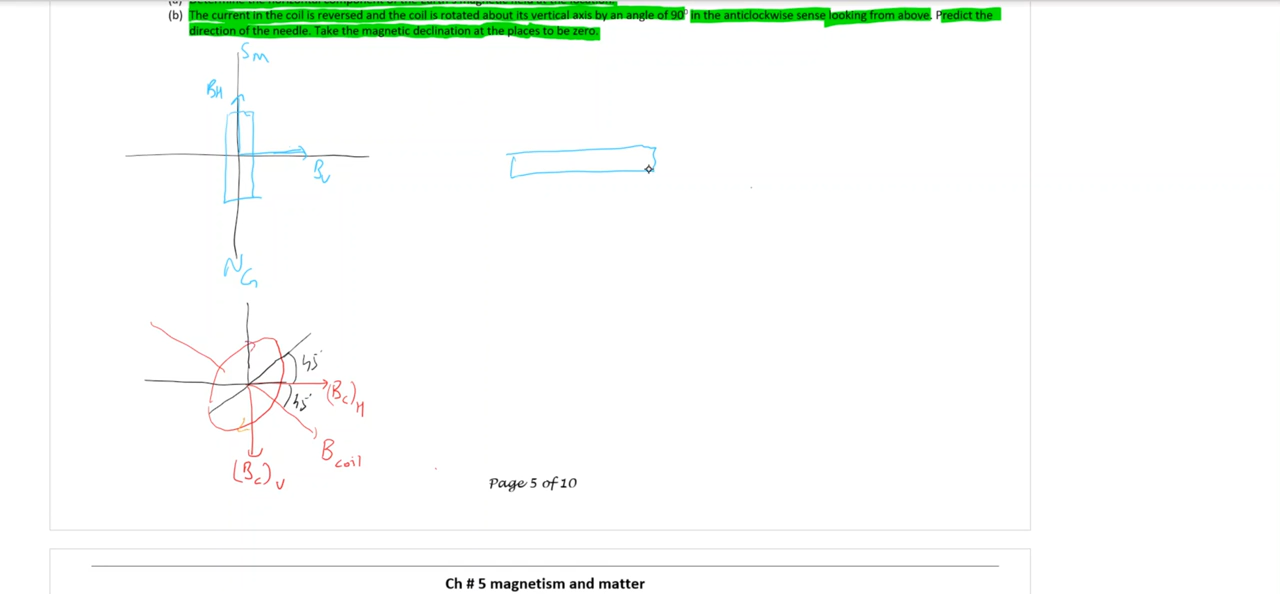 (b) The current in the coil is reversed and the coil is rotated about its vertical axis by an angle of 90° In the anticlockwise sense looking from above. Predict the
direction of the needle. Take the magnetic declination at the places to be zero.
SM
BH
BV
NG
45°
(Bc)H
45°
Bcoil
(Bc)V
Page 5 of 10
Ch # 5 magnetism and matter